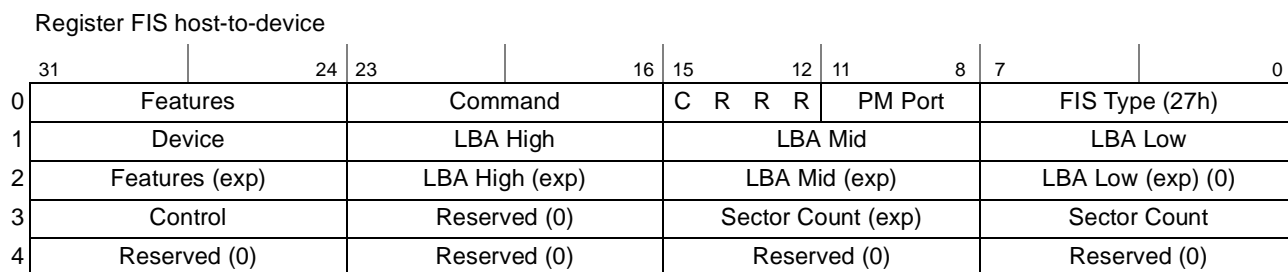 Register FIS host-to-device
31 24 23 16 15 12 11 8 7 0
0 Features Command C R R R PM Port FIS Type (27h)
1 Device LBA High LBA Mid LBA Low
2 Features (exp) LBA High (exp) LBA Mid (exp) LBA Low (exp) (0)
3 Control Reserved (0) Sector Count (exp) Sector Count
4 Reserved (0) Reserved (0) Reserved (0) Reserved (0)